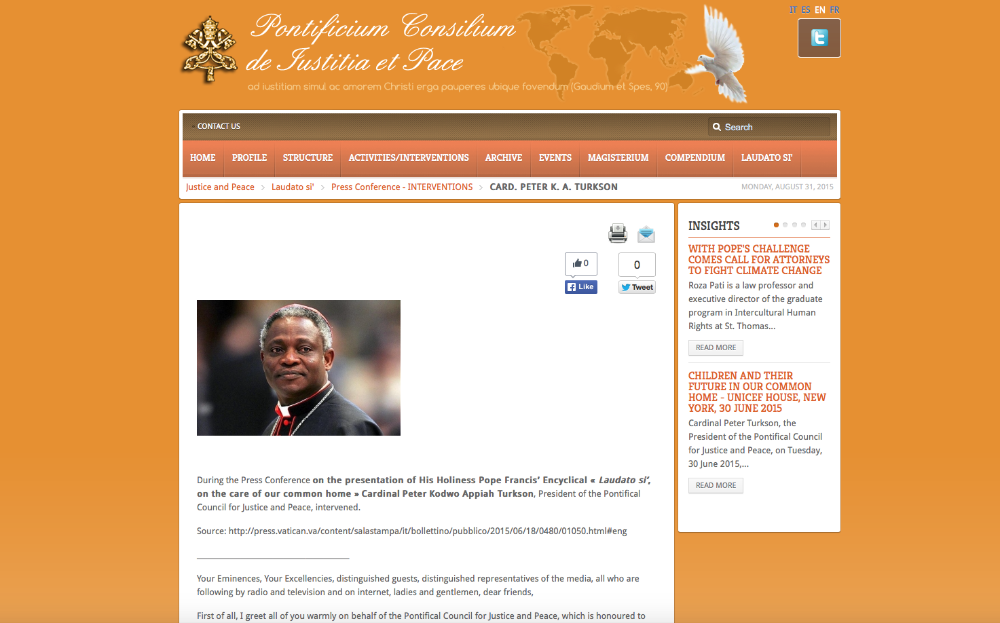 Pontificium Consilium
de Iustitia et Pace
ad iustitiam simul ac amorem Christi erga pauperes ubique fovendum (Gaudium et Spes, 90)
IT ES EN FR
CONTACT US
Search
HOME PROFILE STRUCTURE ACTIVITIES/INTERVENTIONS ARCHIVE EVENTS MAGISTERIUM COMPENDIUM LAUDATO SI'
Justice and Peace > Laudato si' > Press Conference - INTERVENTIONS > CARD. PETER K. A. TURKSON
MONDAY, AUGUST 31, 2015
0
Like
0
Tweet
During the Press Conference on the presentation of His Holiness Pope Francis’ Encyclical « Laudato si’,
on the care of our common home » Cardinal Peter Kodwo Appiah Turkson, President of the Pontifical
Council for Justice and Peace, intervened.
Source: http://press.vatican.va/content/salastampa/it/bollettino/pubblico/2015/06/18/0480/01050.html#eng
Your Eminences, Your Excellencies, distinguished guests, distinguished representatives of the media, all who are
following by radio and television and on internet, ladies and gentlemen, dear friends,
First of all, I greet all of you warmly on behalf of the Pontifical Council for Justice and Peace, which is honoured to
INSIGHTS
WITH POPE'S CHALLENGE
COMES CALL FOR ATTORNEYS
TO FIGHT CLIMATE CHANGE
Roza Pati is a law professor and
executive director of the graduate
program in Intercultural Human
Rights at St. Thomas...
READ MORE
CHILDREN AND THEIR
FUTURE IN OUR COMMON
HOME - UNICEF HOUSE, NEW
YORK, 30 JUNE 2015
Cardinal Peter Turkson, the
President of the Pontifical Council
for Justice and Peace, on Tuesday,
30 June 2015,...
READ MORE